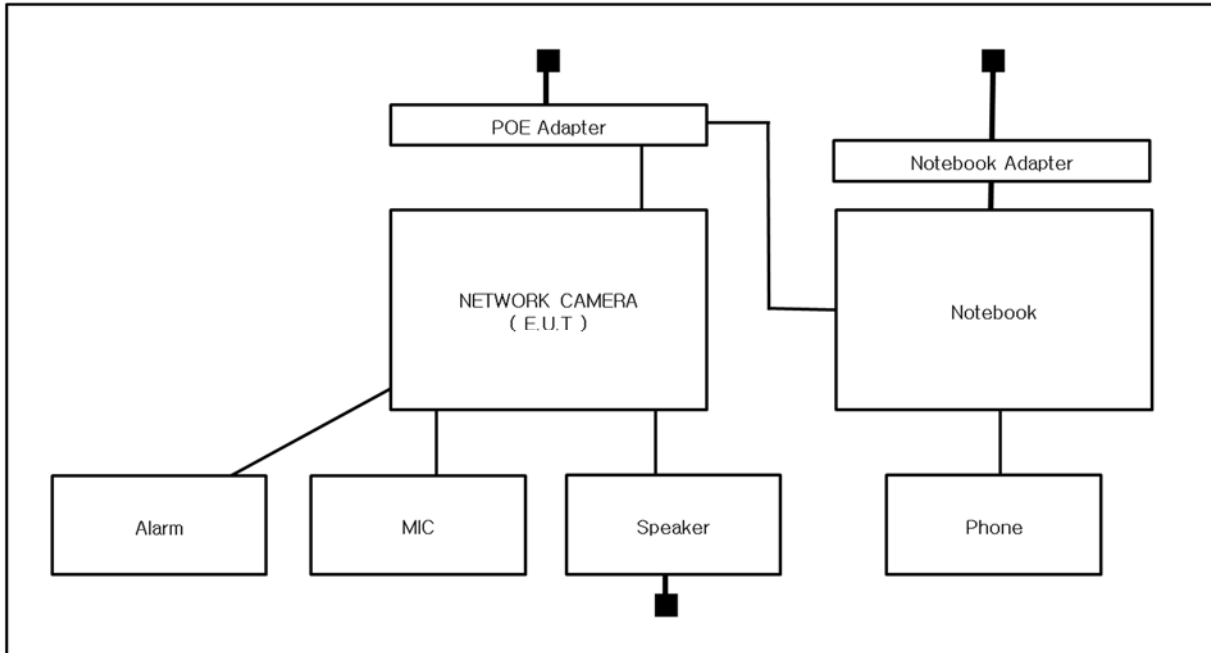 POE Adapter
Notebook Adapter
NETWORK CAMERA
( E.U.T )
Notebook
Alarm
MIC
Speaker
Phone